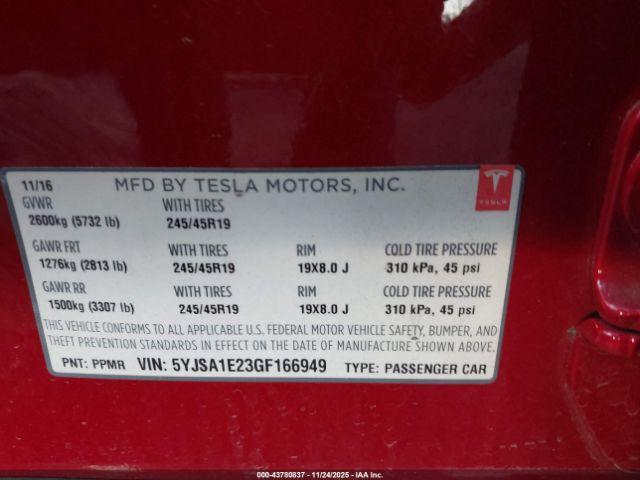 11/16 MFD BY TESLA MOTORS, INC.
TESLA
GVWR WITH TIRES
2600kg (5732 lb) 245/45R19
GAWR FRT WITH TIRES RIM COLD TIRE PRESSURE
1276kg (2813 lb) 245/45R19 19X8.0 J 310 kPa, 45 psi
GAWR RR WITH TIRES RIM COLD TIRE PRESSURE
1500kg (3307 lb) 245/45R19 19X8.0 J 310 kPa, 45 psi
THIS VEHICLE CONFORMS TO ALL APPLICABLE U.S. FEDERAL MOTOR VEHICLE SAFETY, BUMPER, AND
THEFT PREVENTION STANDARDS IN EFFECT ON THE DATE OF MANUFACTURE SHOWN ABOVE.
PNT: PPMR VIN: 5YJSA1E23GF166949 TYPE: PASSENGER CAR
000-43780837 - 11/24/2025 - IAA Inc.